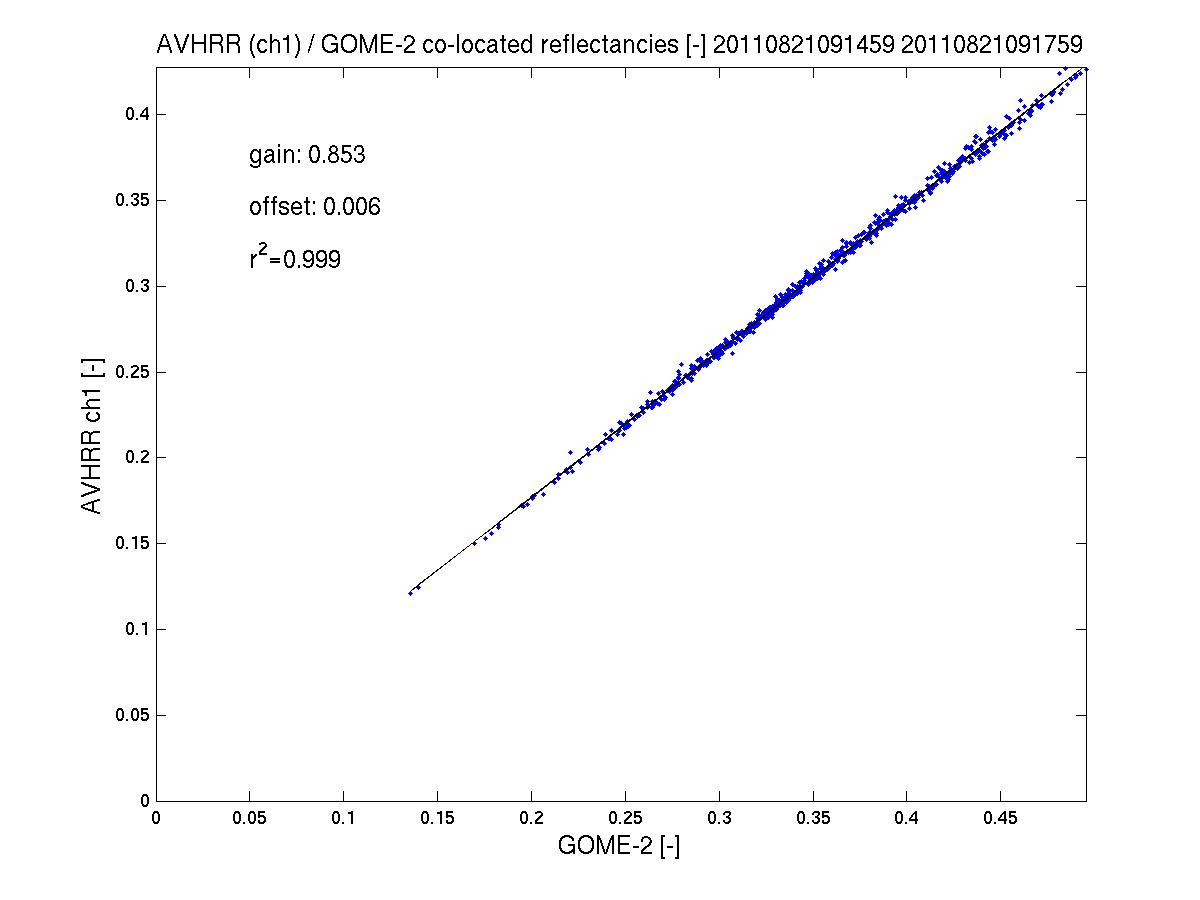 AVHRR (ch1) / GOME-2 co-located reflectancies [-] 20110821091459 20110821091759
gain: 0.853
offset: 0.006
r²=0.999
AVHRR ch1 [-]
0.4
0.35
0.3
0.25
0.2
0.15
0.1
0.05
0
0 0.05 0.1 0.15 0.2 0.25 0.3 0.35 0.4 0.45
GOME-2 [-]